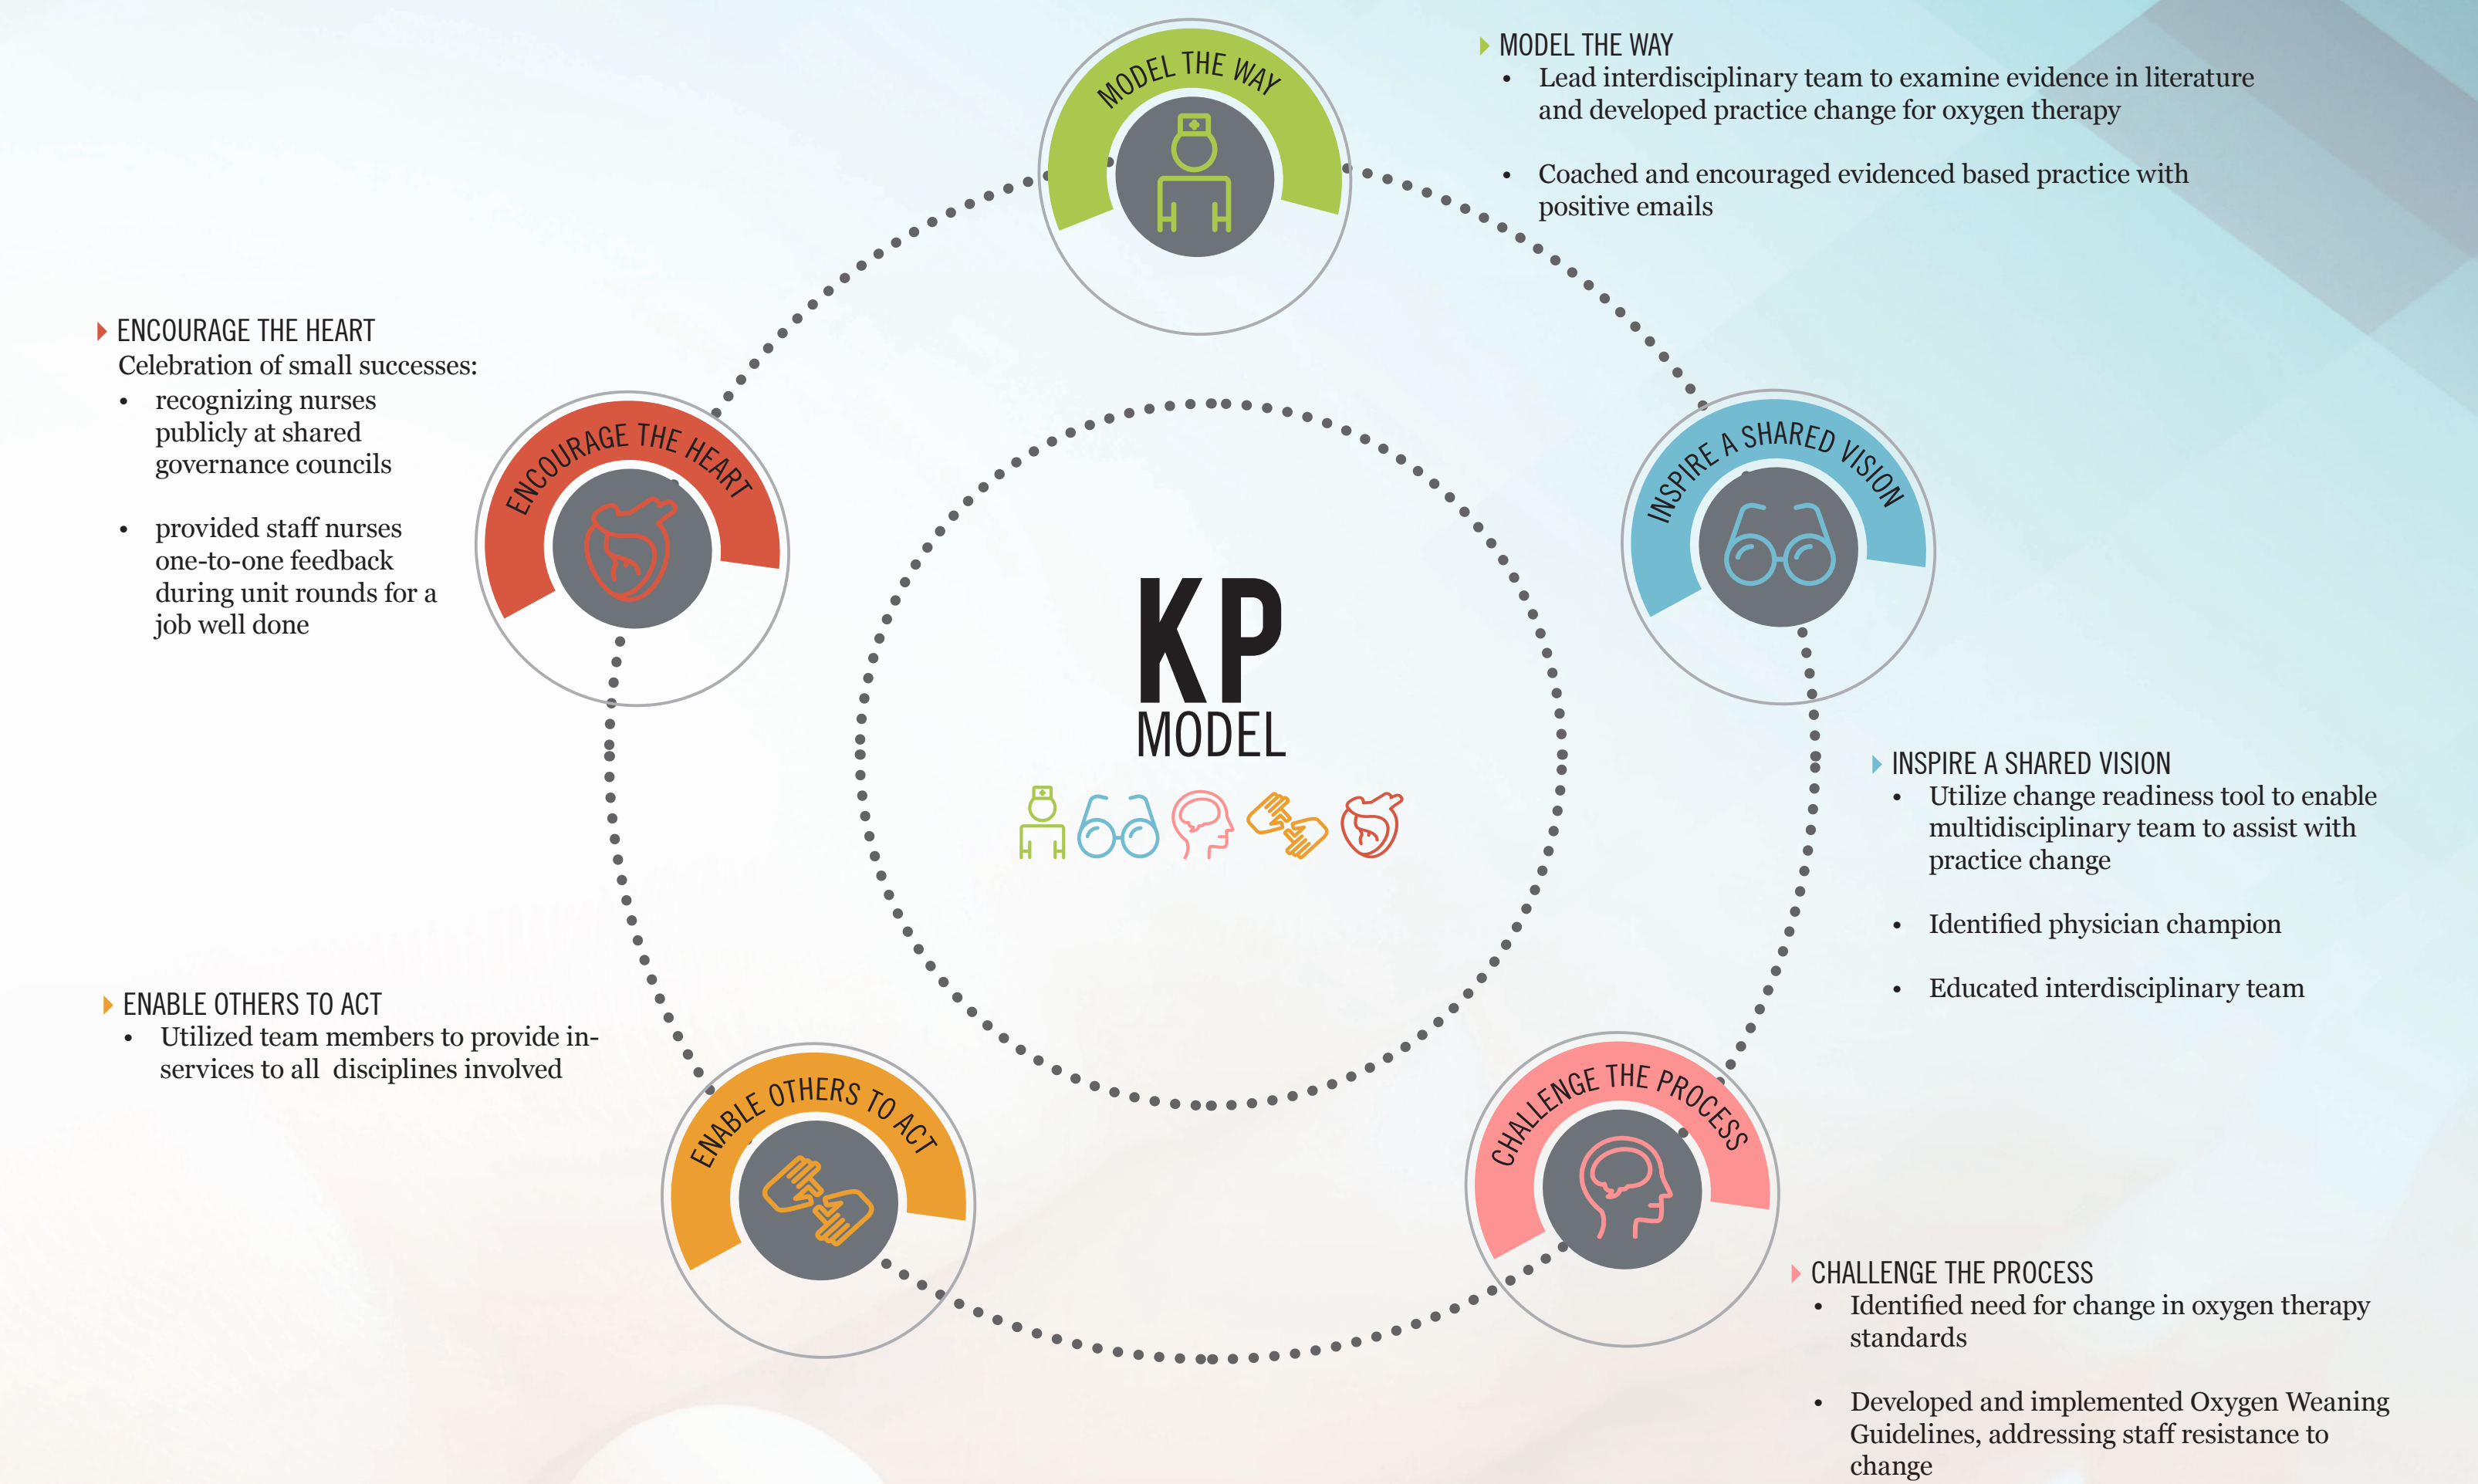 MODEL THE WAY
▸ MODEL THE WAY
• Lead interdisciplinary team to examine evidence in literature
and developed practice change for oxygen therapy
• Coached and encouraged evidenced based practice with
positive emails
▸ ENCOURAGE THE HEART
Celebration of small successes:
• recognizing nurses
publicly at shared
governance councils
• provided staff nurses
one-to-one feedback
during unit rounds for a
job well done
ENCOURAGE THE HEART
INSPIRE A SHARED VISION
KP
MODEL
▸ INSPIRE A SHARED VISION
• Utilize change readiness tool to enable
multidisciplinary team to assist with
practice change
• Identified physician champion
• Educated interdisciplinary team
▸ ENABLE OTHERS TO ACT
• Utilized team members to provide in-
services to all disciplines involved
ENABLE OTHERS TO ACT
CHALLENGE THE PROCESS
▸ CHALLENGE THE PROCESS
• Identified need for change in oxygen therapy
standards
• Developed and implemented Oxygen Weaning
Guidelines, addressing staff resistance to
change